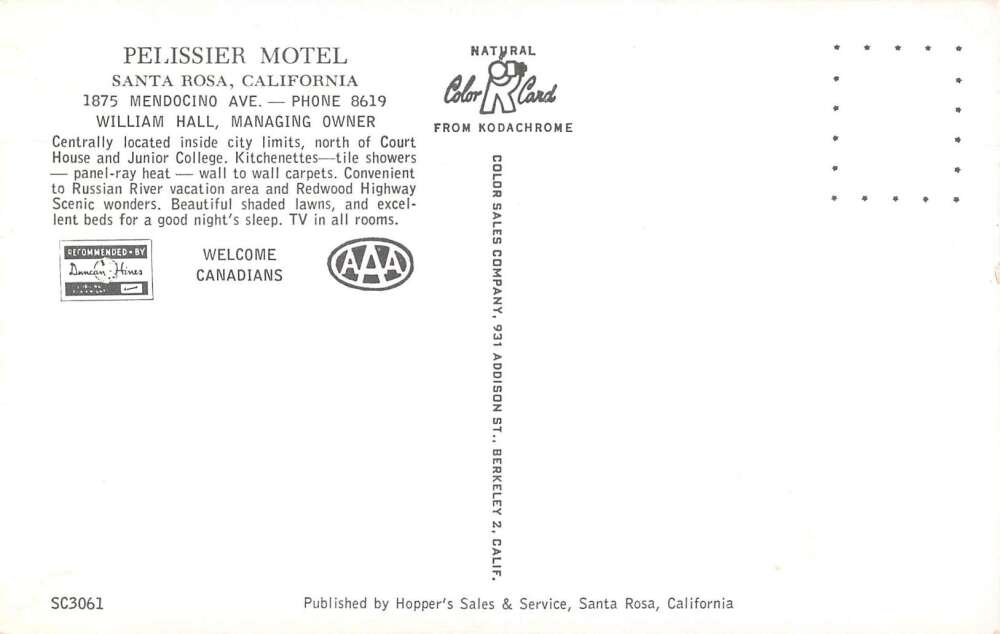 PELISSIER MOTEL
SANTA ROSA, CALIFORNIA
1875 MENDOCINO AVE. — PHONE 8619
WILLIAM HALL, MANAGING OWNER
Centrally located inside city limits, north of Court
House and Junior College. Kitchenettes—tile showers
— panel-ray heat — wall to wall carpets. Convenient
to Russian River vacation area and Redwood Highway
Scenic wonders. Beautiful shaded lawns, and excel-
lent beds for a good night's sleep. TV in all rooms.
RECOMMENDED • BY
Duncan Hines
WELCOME
CANADIANS
AAA
NATURAL
Color Card
FROM KODACHROME
COLOR SALES COMPANY, 931 ADDISON ST., BERKELEY 2, CALIF.
SC3061
Published by Hopper's Sales & Service, Santa Rosa, California